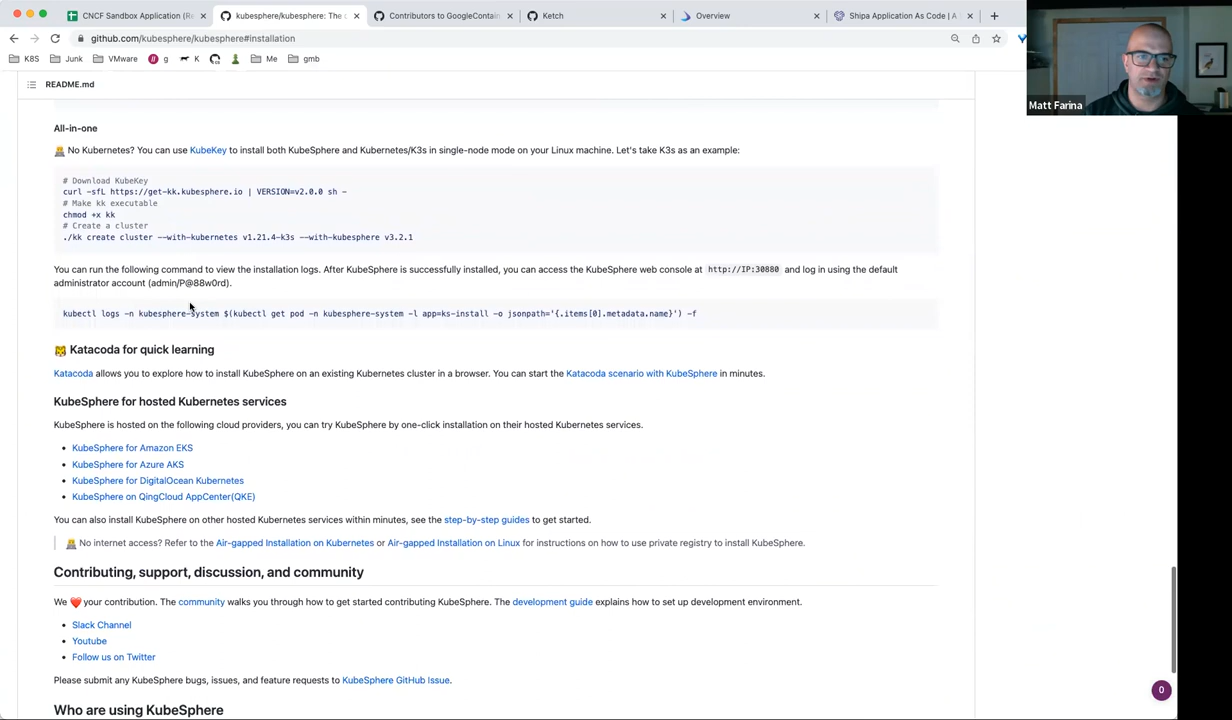 CNCF Sandbox Application (Re
kubesphere/kubesphere: The c
Contributors to GoogleContain
Ketch
Overview
Shipa Application As Code | A
github.com/kubesphere/kubesphere#installation
K8S
Junk
VMware
g
K
Me
gmb
README.md
Matt Farina
All-in-one
No Kubernetes? You can use KubeKey to install both KubeSphere and Kubernetes/K3s in single-node mode on your Linux machine. Let's take K3s as an example:
# Download KubeKey
curl -sfL https://get-kk.kubesphere.io | VERSION=v2.0.0 sh -
# Make kk executable
chmod +x kk
# Create a cluster
./kk create cluster --with-kubernetes v1.21.4-k3s --with-kubesphere v3.2.1
You can run the following command to view the installation logs. After KubeSphere is successfully installed, you can access the KubeSphere web console at http://IP:30880 and log in using the default
administrator account (admin/P@88w0rd).
kubectl logs -n kubesphere-system $(kubectl get pod -n kubesphere-system -l app=ks-install -o jsonpath='{.items[0].metadata.name}') -f
Katacoda for quick learning
Katacoda allows you to explore how to install KubeSphere on an existing Kubernetes cluster in a browser. You can start the Katacoda scenario with KubeSphere in minutes.
KubeSphere for hosted Kubernetes services
KubeSphere is hosted on the following cloud providers, you can try KubeSphere by one-click installation on their hosted Kubernetes services.
• KubeSphere for Amazon EKS
• KubeSphere for Azure AKS
• KubeSphere for DigitalOcean Kubernetes
• KubeSphere on QingCloud AppCenter(QKE)
You can also install KubeSphere on other hosted Kubernetes services within minutes, see the step-by-step guides to get started.
No internet access? Refer to the Air-gapped Installation on Kubernetes or Air-gapped Installation on Linux for instructions on how to use private registry to install KubeSphere.
Contributing, support, discussion, and community
We ❤️ your contribution. The community walks you through how to get started contributing KubeSphere. The development guide explains how to set up development environment.
• Slack Channel
• Youtube
• Follow us on Twitter
Please submit any KubeSphere bugs, issues, and feature requests to KubeSphere GitHub Issue.
0
Who are using KubeSphere